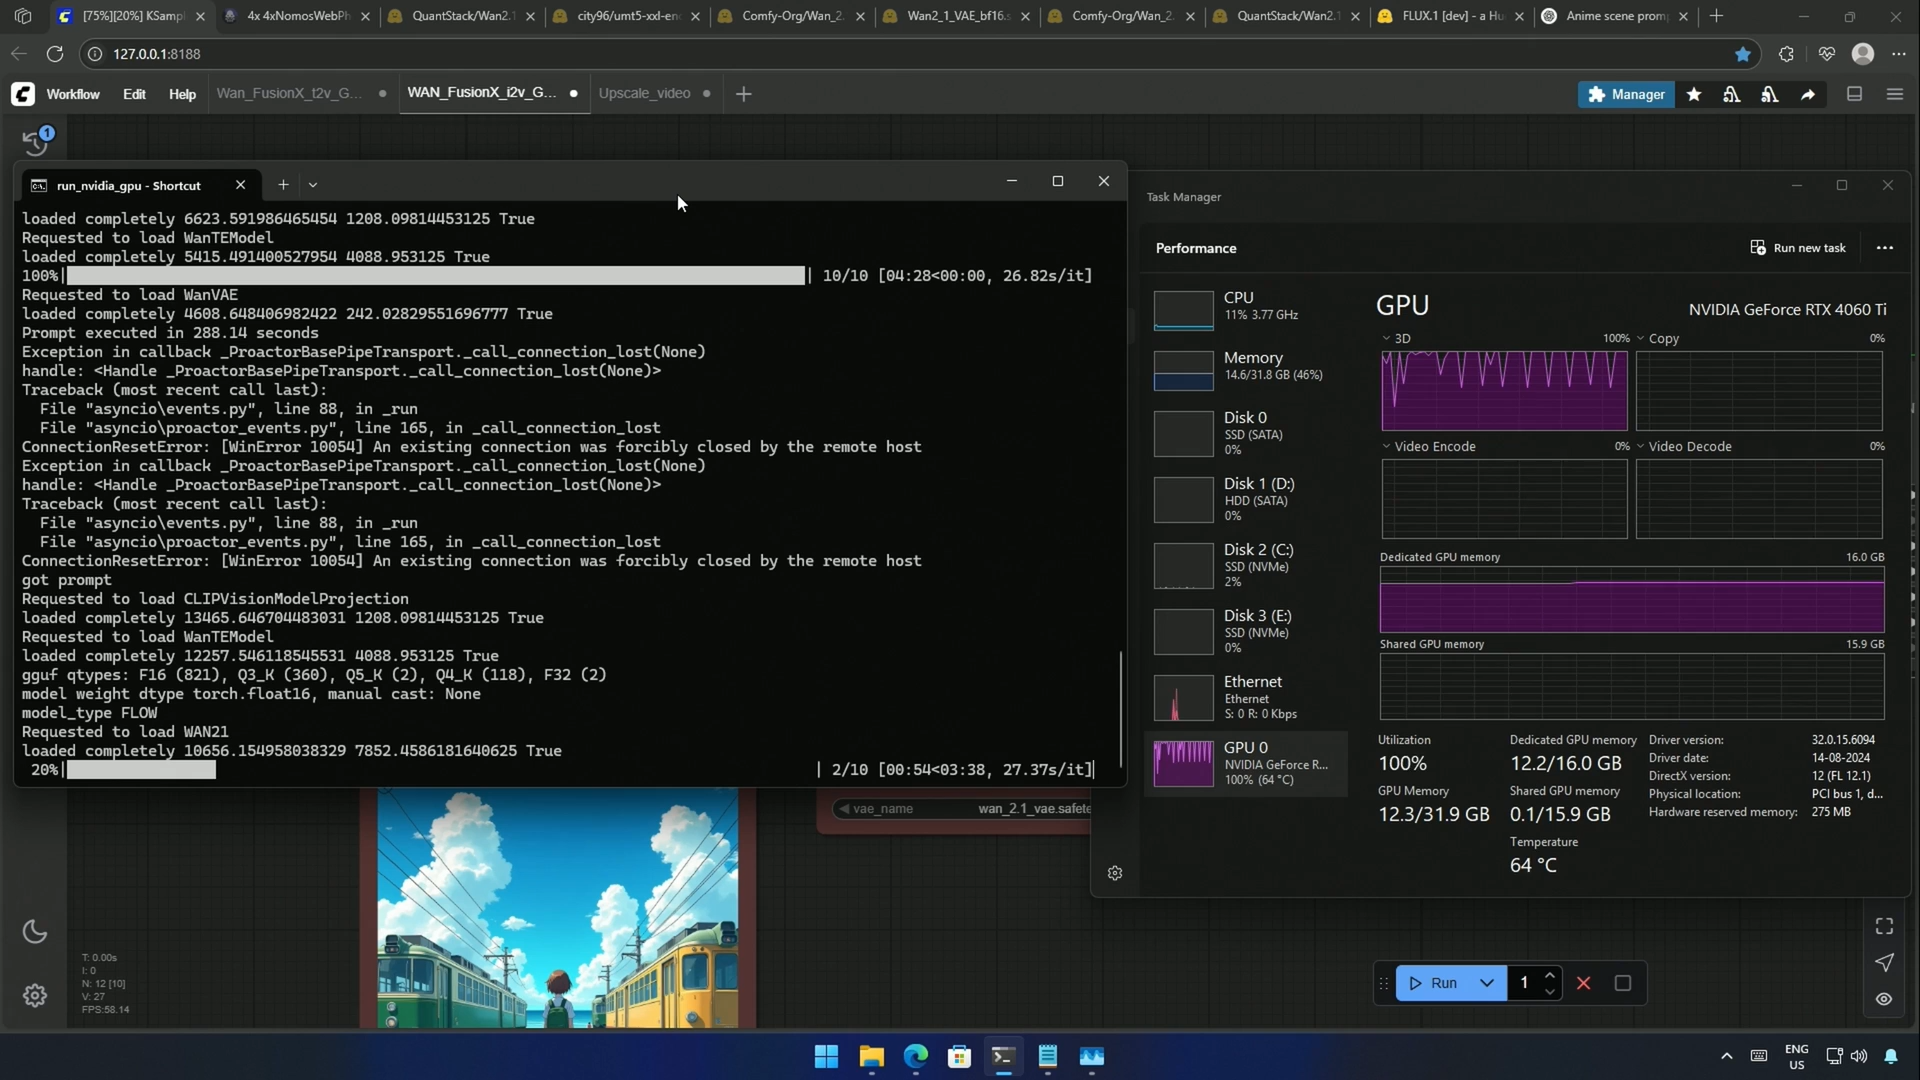 [75%][20%] KSampl
4x 4xNomosWebPh
QuantStack/Wan2.1
city96/umt5-xxl-enc
Comfy-Org/Wan_2.
Wan2_1_VAE_bf16.s
Comfy-Org/Wan_2.
QuantStack/Wan2.1
FLUX.1 [dev] - a Hu
Anime scene prom
127.0.0.1:8188
Workflow Edit Help Wan_FusionX_t2v_G... WAN_FusionX_i2v_G... Upscale_video
Manager
1
run_nvidia_gpu - Shortcut
loaded completely 6623.591986465454 1208.09814453125 True
Requested to load WanTEModel
loaded completely 5415.491400527954 4088.953125 True
100%| | 10/10 [04:28<00:00, 26.82s/it]
Requested to load WanVAE
loaded completely 4608.648406982422 242.02829551696777 True
Prompt executed in 288.14 seconds
Exception in callback _ProactorBasePipeTransport._call_connection_lost(None)
handle: <Handle _ProactorBasePipeTransport._call_connection_lost(None)>
Traceback (most recent call last):
File "asyncio\events.py", line 88, in _run
File "asyncio\proactor_events.py", line 165, in _call_connection_lost
ConnectionResetError: [WinError 10054] An existing connection was forcibly closed by the remote host
Exception in callback _ProactorBasePipeTransport._call_connection_lost(None)
handle: <Handle _ProactorBasePipeTransport._call_connection_lost(None)>
Traceback (most recent call last):
File "asyncio\events.py", line 88, in _run
File "asyncio\proactor_events.py", line 165, in _call_connection_lost
ConnectionResetError: [WinError 10054] An existing connection was forcibly closed by the remote host
got prompt
Requested to load CLIPVisionModelProjection
loaded completely 13465.646704483031 1208.09814453125 True
Requested to load WanTEModel
loaded completely 12257.546118545531 4088.953125 True
gguf qtypes: F16 (821), Q3_K (360), Q5_K (2), Q4_K (118), F32 (2)
model weight dtype torch.float16, manual cast: None
model_type FLOW
Requested to load WAN21
loaded completely 10656.154958038329 7852.4586181640625 True
20%| | 2/10 [00:54<03:38, 27.37s/it]
Task Manager
Performance
Run new task
CPU
11% 3.77 GHz
Memory
14.6/31.8 GB (46%)
Disk 0
SSD (SATA)
0%
Disk 1 (D:)
HDD (SATA)
0%
Disk 2 (C:)
SSD (NVMe)
2%
Disk 3 (E:)
SSD (NVMe)
0%
Ethernet
Ethernet
S: 0 R: 0 Kbps
GPU 0
NVIDIA GeForce R...
100% (64 °C)
GPU
NVIDIA GeForce RTX 4060 Ti
3D 100% Copy 0%
Video Encode 0% Video Decode 0%
Dedicated GPU memory 16.0 GB
Shared GPU memory 15.9 GB
Utilization
100%
GPU Memory
12.3/31.9 GB
Dedicated GPU memory
12.2/16.0 GB
Shared GPU memory
0.1/15.9 GB
Temperature
64 °C
Driver version: 32.0.15.6094
Driver date: 14-08-2024
DirectX version: 12 (FL 12.1)
Physical location: PCI bus 1, d...
Hardware reserved memory: 275 MB
vae_name wan_2.1_vae.safete
T: 0.00s
I: 0
N: 12 [10]
V: 27
FPS:58.14
Run 1
ENG
US